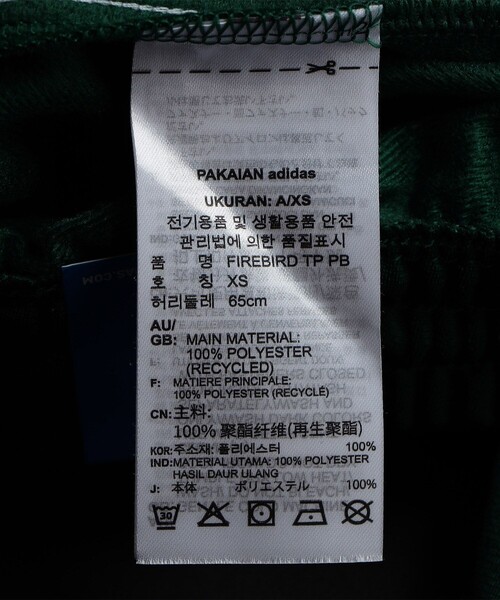 PAKAIAN adidas
UKURAN: A/XS
전기용품 및 생활용품 안전
관리법에 의한 품질표시
품 명 FIREBIRD TP PB
호 칭 XS
허리둘레 65cm
AU/
GB: MAIN MATERIAL:
100% POLYESTER
(RECYCLED)
F: MATIERE PRINCIPALE:
100% POLYESTER (RECYCLÉ)
CN: 主料:
100% 聚酯纤维(再生聚酯)
KOR: 주소재: 폴리에스터 100%
IND: MATERIAL UTAMA: 100% POLYESTER
HASIL DAUR ULANG
J: 本体 ポリエステル 100%
30